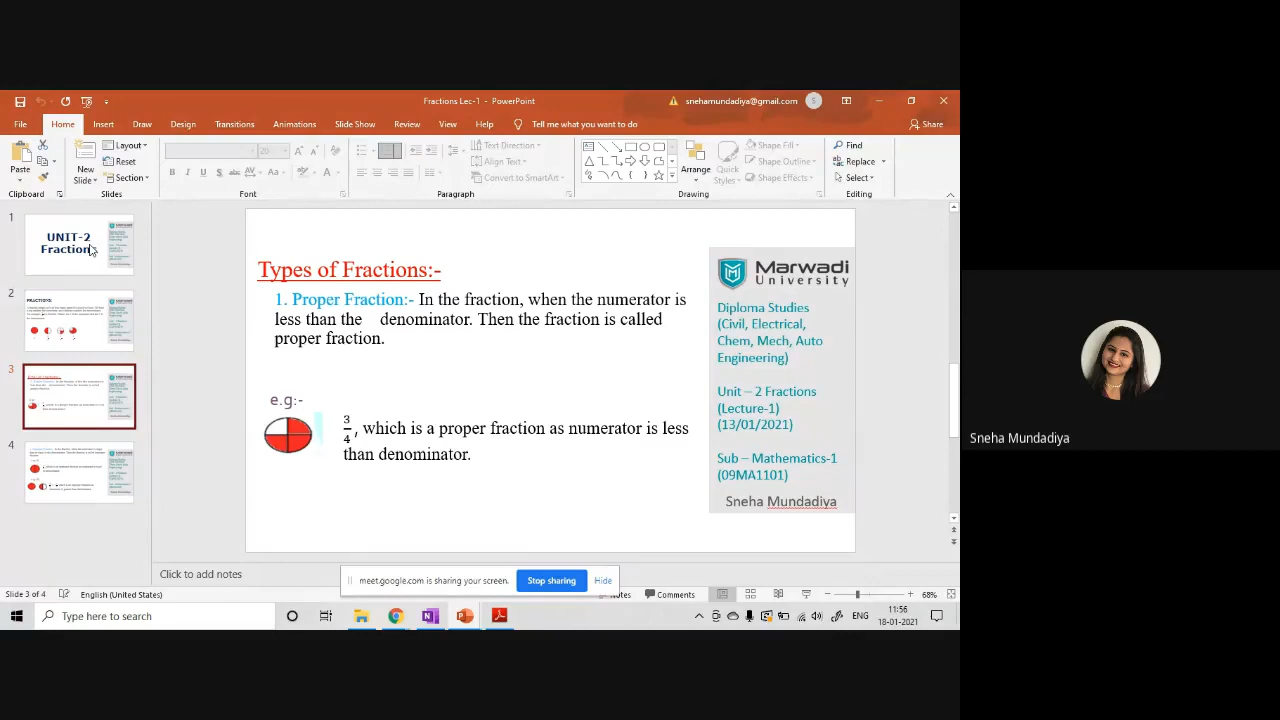 Fractions Lec-1 - PowerPoint
snehamundadiya@gmail.com
S
File Home Insert Draw Design Transitions Animations Slide Show Review View Help Tell me what you want to do
Share
Paste
Clipboard
New
Slide
Layout
Reset
Section
Slides
20
B I U S abc AV Aa A
Font
Text Direction
Align Text
Convert to SmartArt
Paragraph
Arrange
Quick
Styles
Shape Fill
Shape Outline
Shape Effects
Drawing
Find
Replace
Select
Editing
1
UNIT-2
Fraction
2
FRACTIONS:
3
4
Types of Fractions:-
1. Proper Fraction:- In the fraction, when the numerator is
less than the denominator. Then the fraction is called
proper fraction.
e.g:-
3/4, which is a proper fraction as numerator is less
than denominator.
Marwadi
University
Diploma Studies
(Civil, Electrical,
Chem, Mech, Auto
Engineering)
Unit – 2 Fractions
(Lecture-1)
(13/01/2021)
Sub – Mathematics-1
(09MA1101)
Sneha Mundadiya
Click to add notes
meet.google.com is sharing your screen.
Stop sharing
Hide
Slide 3 of 4
English (United States)
Comments
68%
Type here to search
ENG
11:56
18-01-2021
Sneha Mundadiya